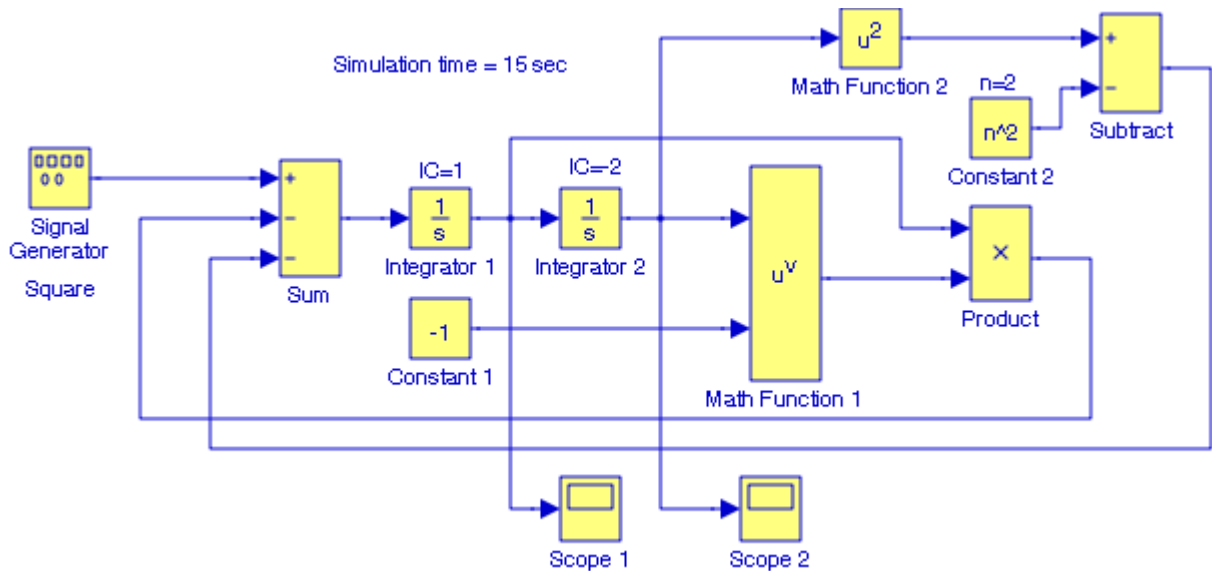 Simulation time = 15 sec
u²
Math Function 2
+
−
Subtract
n=2
n^2
Constant 2
Signal
Generator
Square
+
−
−
Sum
IC=1
1
s
Integrator 1
IC=-2
1
s
Integrator 2
-1
Constant 1
uᵛ
Math Function 1
×
Product
Scope 1
Scope 2